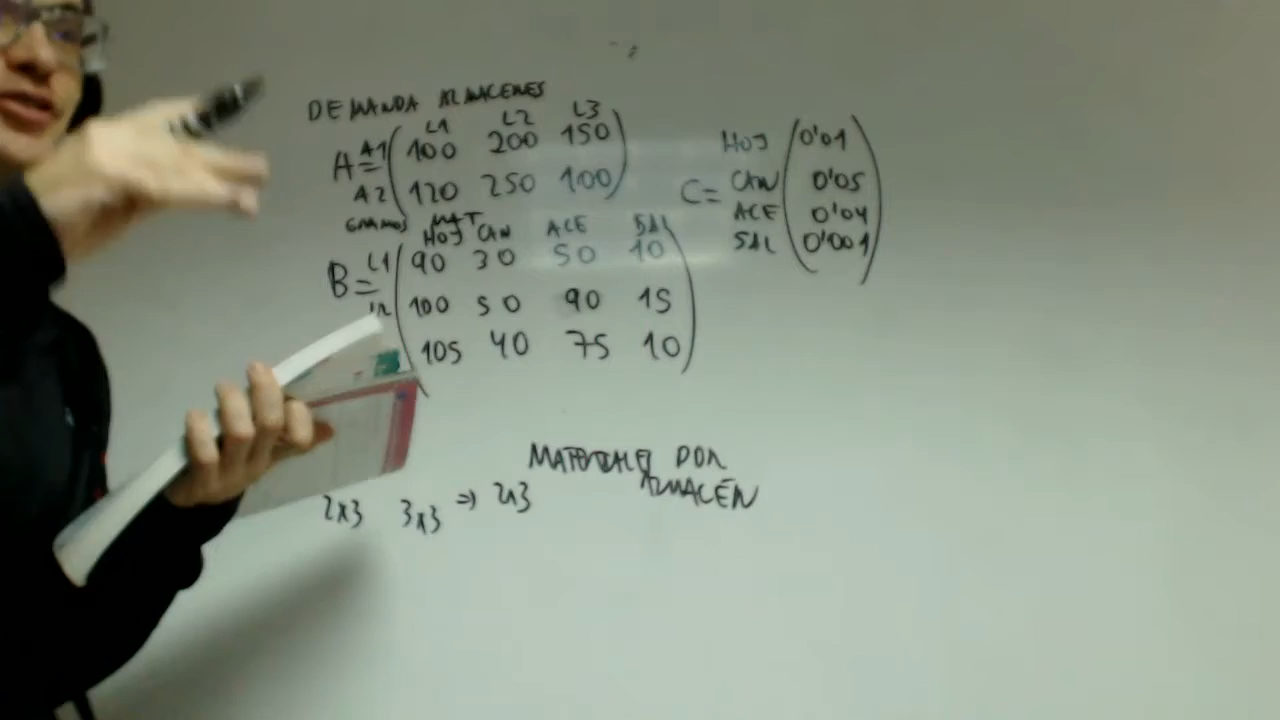 DEMANDA ALMACENES
L1 L2 L3
A= A1 100 200 150
A2 120 250 100
GRAMOS MAT
HOJ CAN ACE SAL
B= L1 90 30 50 10
100 50 90 15
105 40 75 10
HOJ 0'01
C= CAN 0'05
ACE 0'04
SAL 0'001
MATERIALES POR
ALMACÉN
2x3 3x3 ⇒ 2x3